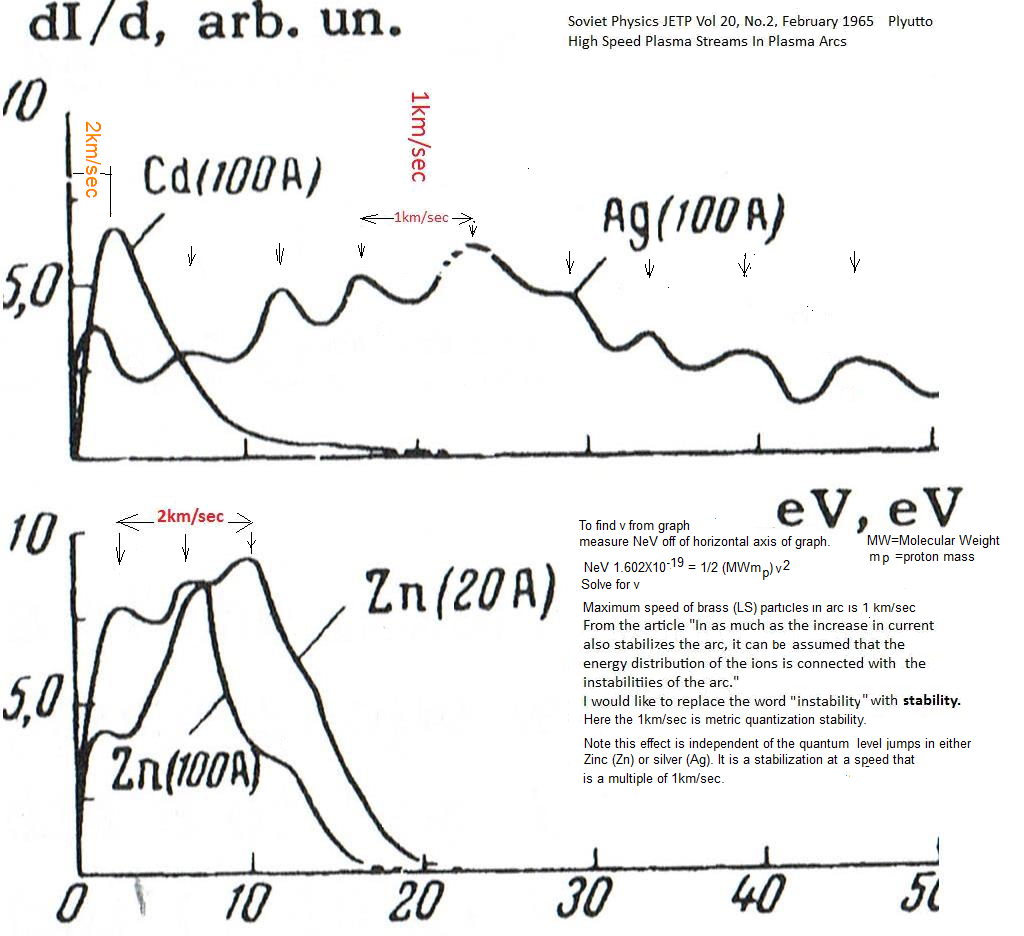 dI/d, arb. un.
Soviet Physics JETP Vol 20, No.2, February 1965 Plyutto
High Speed Plasma Streams In Plasma Arcs
10
2km/sec
1km/sec
Cd(100A)
1km/sec
Ag(100A)
5,0
eV, eV
10
2km/sec
To find v from graph
measure NeV off of horizontal axis of graph.
MW=Molecular Weight
mp =proton mass
NeV 1.602X10-19 = 1/2 (MWmp)v2
Solve for v
Zn(20A)
Maximum speed of brass (LS) particles in arc is 1 km/sec
From the article "In as much as the increase in current
also stabilizes the arc, it can be assumed that the
energy distribution of the ions is connected with the
instabilitiies of the arc."
5,0
I would like to replace the word "instability" with stability.
Here the 1km/sec is metric quantization stability.
Zn(100A)
Note this effect is independent of the quantum level jumps in either
Zinc (Zn) or silver (Ag). It is a stabilization at a speed that
is a multiple of 1km/sec.
0 10 20 30 40 50